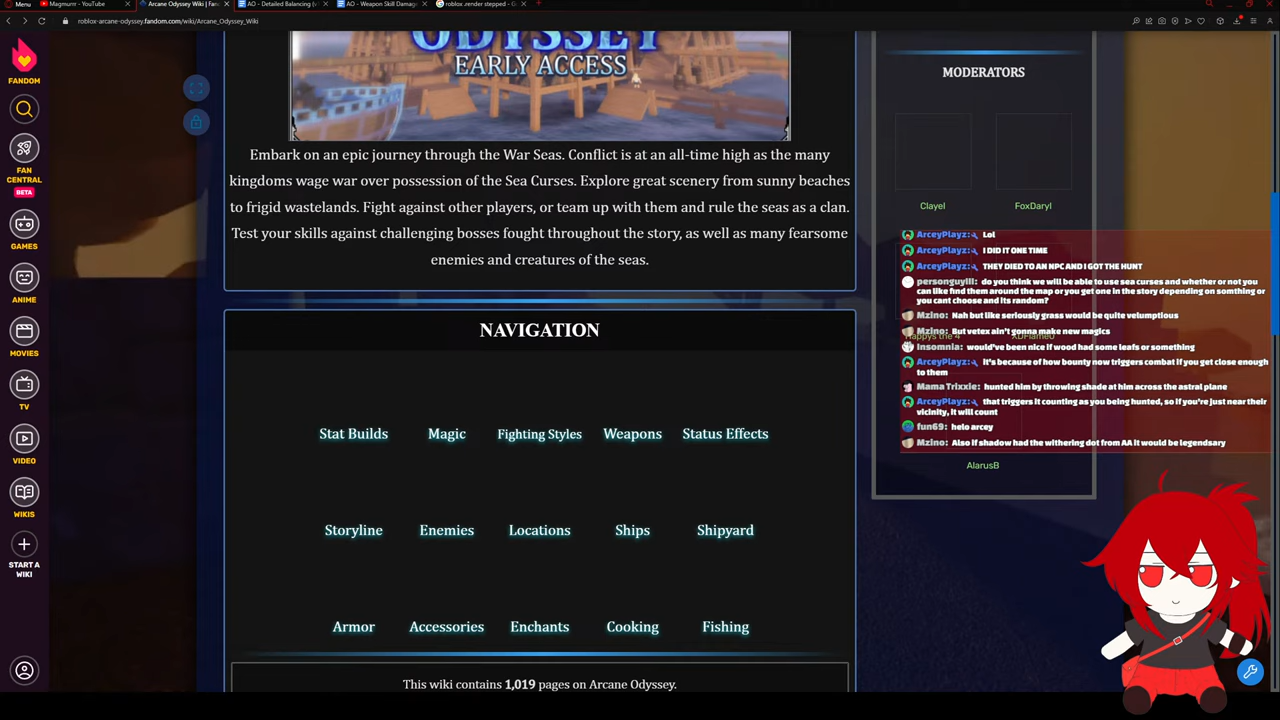 Menu
Magmurr - YouTube
Arcane Odyssey Wiki | Fan
AO - Detailed Balancing (w
AO - Weapon Skill Damag
roblox .render stepped - G
roblox-arcane-odyssey.fandom.com/wiki/Arcane_Odyssey_Wiki
FANDOM
FAN
CENTRAL
BETA
GAMES
ANIME
MOVIES
TV
VIDEO
WIKIS
START A
WIKI
ODYSSEY
EARLY ACCESS
Embark on an epic journey through the War Seas. Conflict is at an all-time high as the many
kingdoms wage war over possession of the Sea Curses. Explore great scenery from sunny beaches
to frigid wastelands. Fight against other players, or team up with them and rule the seas as a clan.
Test your skills against challenging bosses fought throughout the story, as well as many fearsome
enemies and creatures of the seas.
NAVIGATION
Stat Builds Magic Fighting Styles Weapons Status Effects
Storyline Enemies Locations Ships Shipyard
Armor Accessories Enchants Cooking Fishing
This wiki contains 1,019 pages on Arcane Odyssey.
MODERATORS
Clayel FoxDaryl
ArceyPlayz: Lol
ArceyPlayz: I DID IT ONE TIME
ArceyPlayz: THEY DIED TO AN NPC AND I GOT THE HUNT
personguyiii: do you think we will be able to use sea curses and whether or not you
can like find them around the map or you get one in the story depending on somthing or
you cant choose and its random?
Mzino: Nah but like seriously grass would be quite velumptious
Mzino: But vetex ain't gonna make new magics
Happys the 4 XDFlame0
Insomnia: would've been nice if wood had some leafs or something
ArceyPlayz: It's because of how bounty now triggers combat if you get close enough
to them
Mama Trixxie: hunted him by throwing shade at him across the astral plane
ArceyPlayz: that triggers it counting as you being hunted, so if you're just near their
vicinity, it will count
fun69: helo arcey
Mzino: Also if shadow had the withering dot from AA it would be legendsary
AlarusB